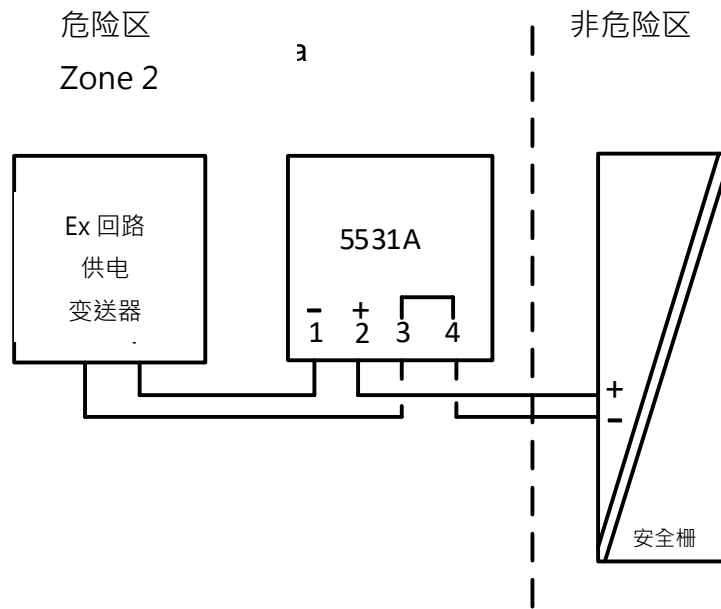 危险区
Zone 2
a
非危险区
Ex 回路
供电
变送器
5531A
- +
1 2 3 4
+
-
安全栅